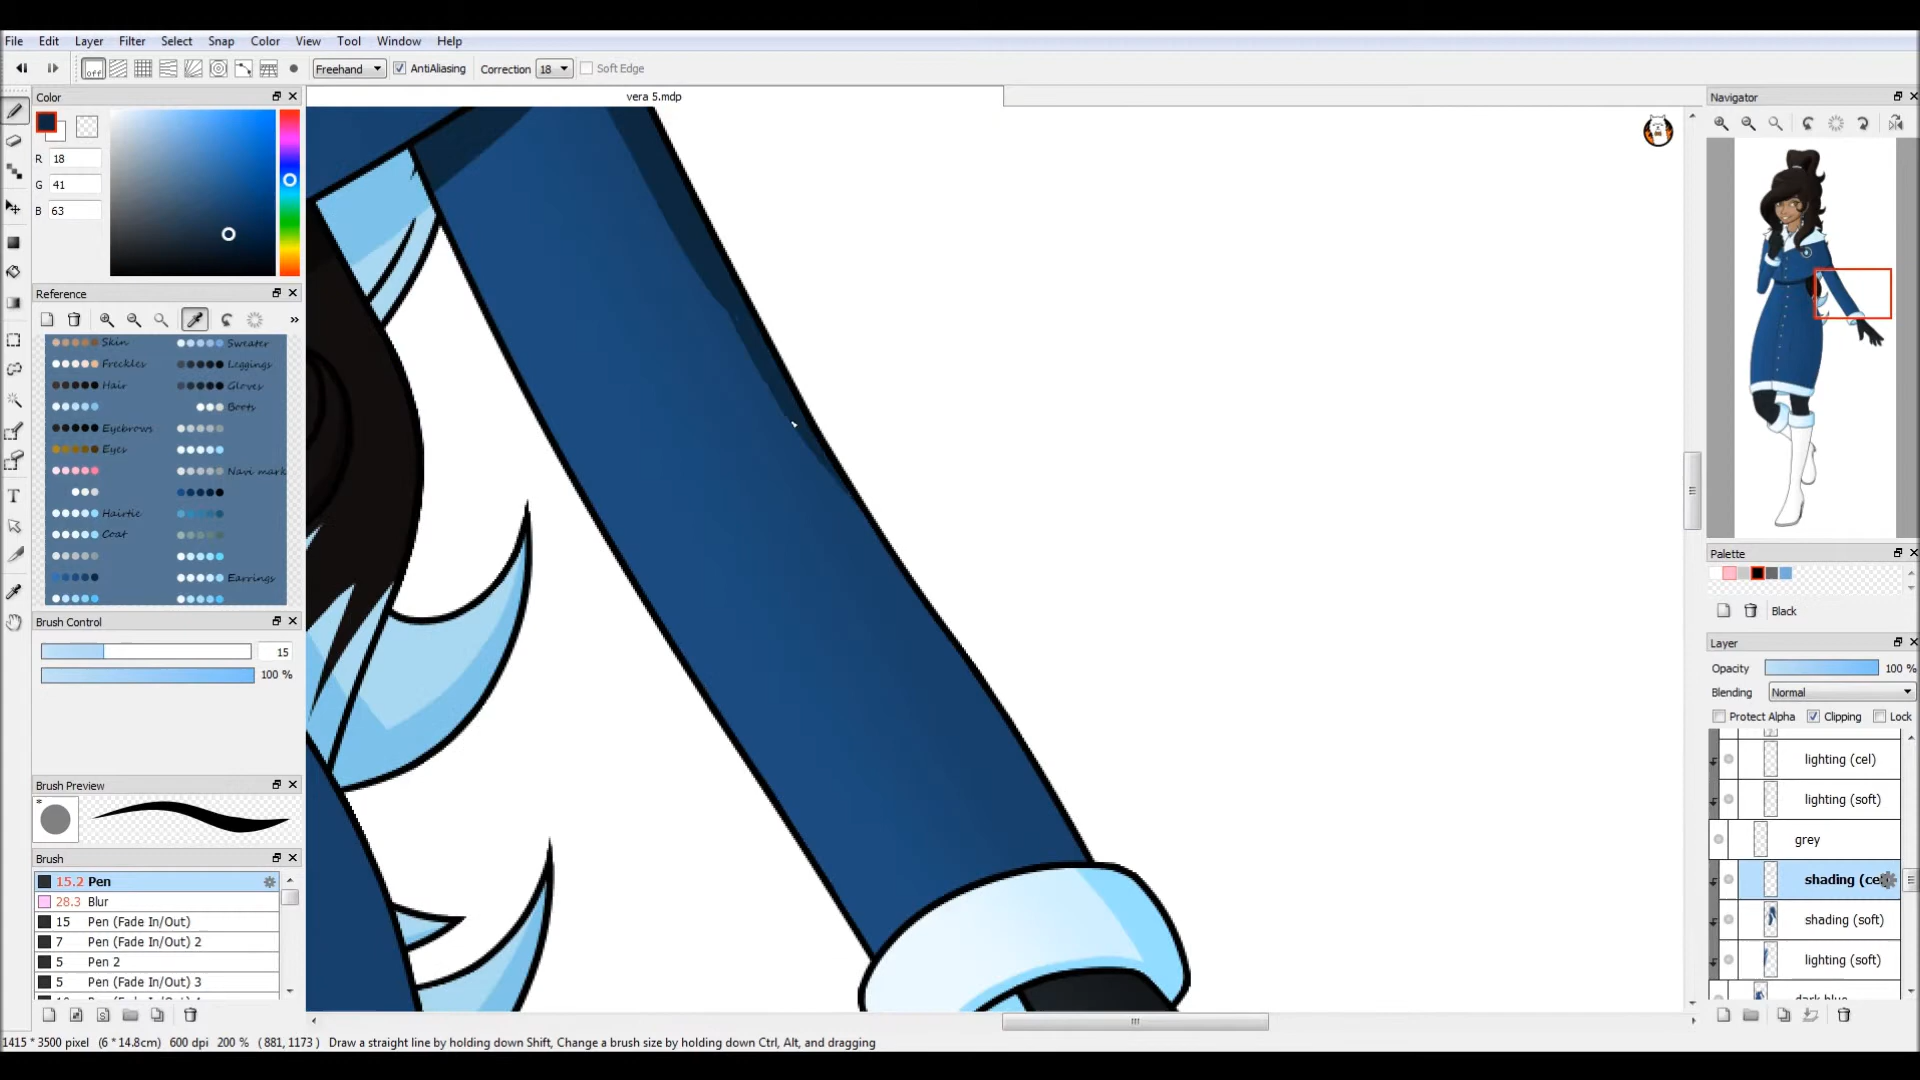 File Edit Layer Filter Select Snap Color View Tool Window Help
off Freehand AntiAliasing Correction 18 Soft Edge
Color
vera 5.mdp
Navigator
R 18
G 41
B 63
Reference
Skin Sweater
Freckles Leggings
Hair Gloves
Boots
Eyebrows
Eyes
Navi mark
Hairtie
Coat
Earrings
Brush Control
15
100 %
Brush Preview
*
Brush
15.2 Pen
28.3 Blur
15 Pen (Fade In/Out)
7 Pen (Fade In/Out) 2
5 Pen 2
5 Pen (Fade In/Out) 3
Palette
Black
Layer
Opacity 100 %
Blending Normal
Protect Alpha Clipping Lock
lighting (cel)
lighting (soft)
grey
shading (ce
shading (soft)
lighting (soft)
dark blue
1415 * 3500 pixel (6 * 14.8cm) 600 dpi 200 % ( 881, 1173 ) Draw a straight line by holding down Shift, Change a brush size by holding down Ctrl, Alt, and dragging